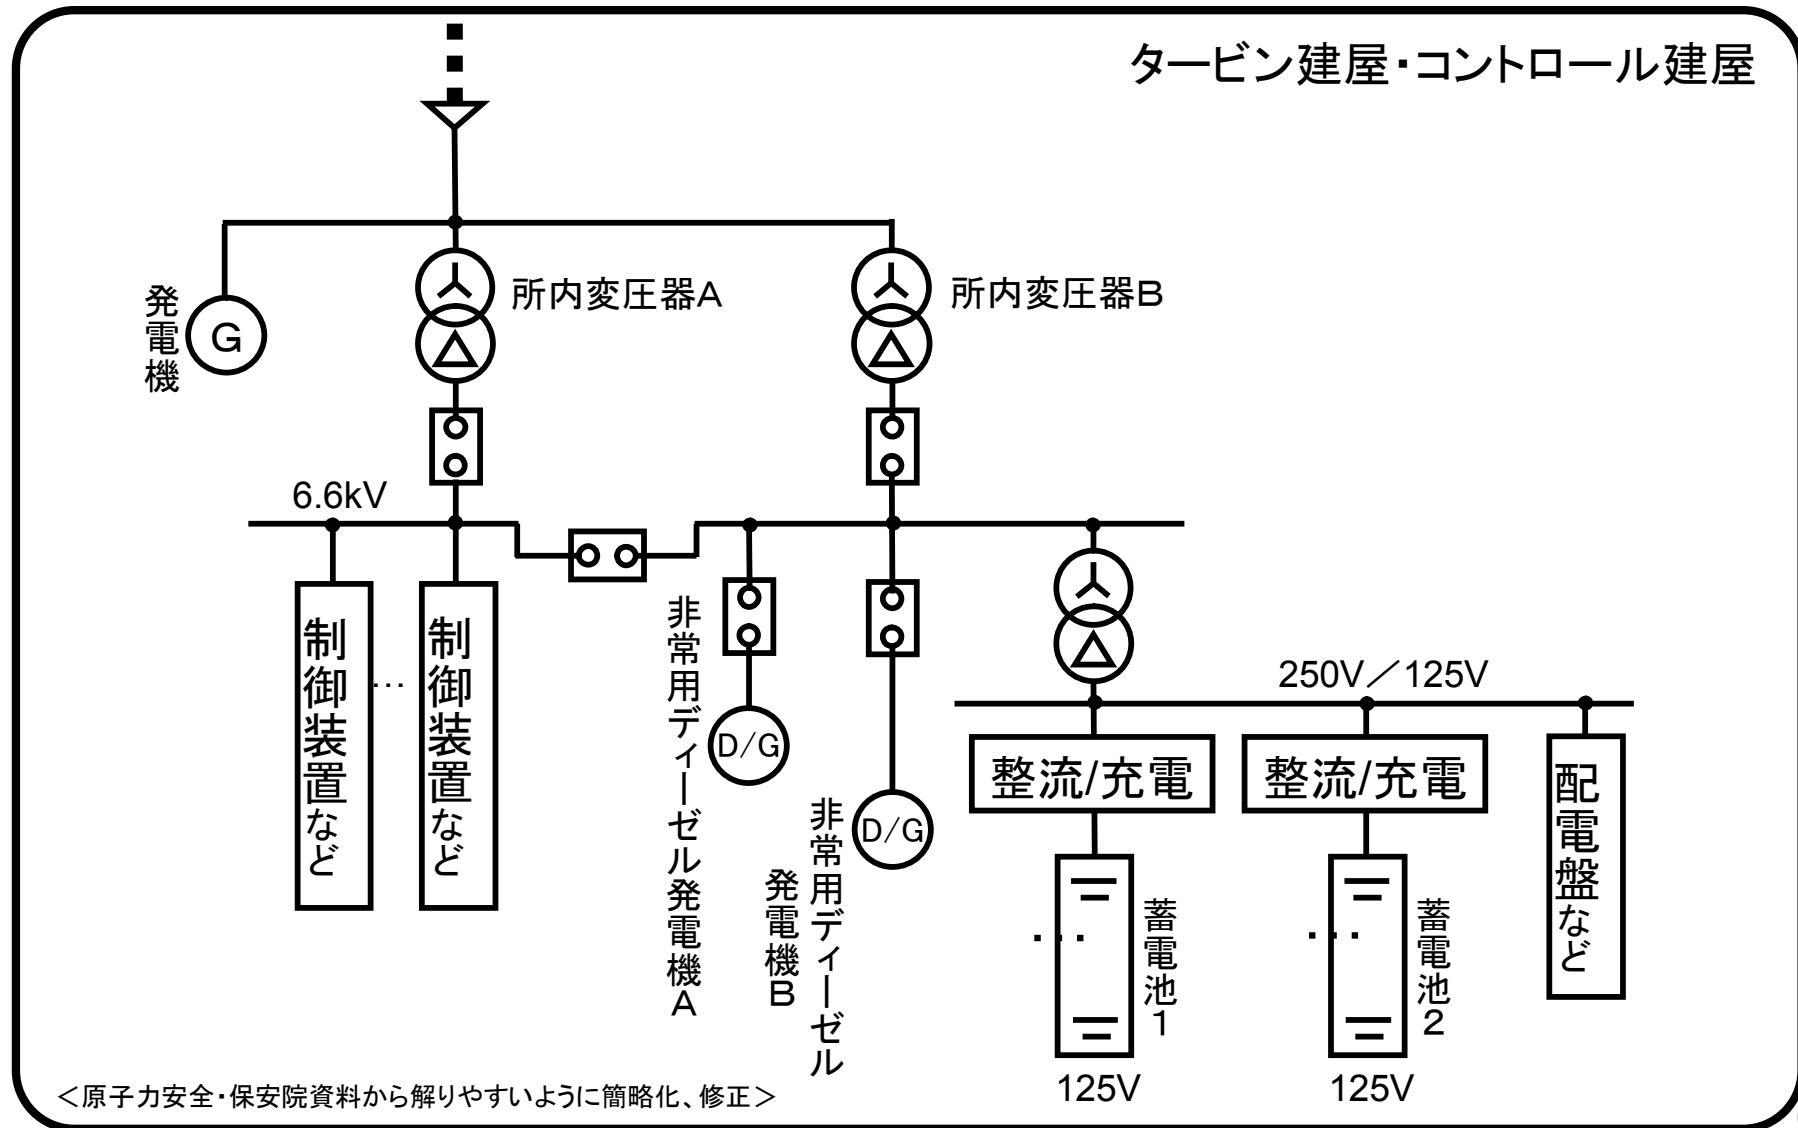 タービン建屋・コントロール建屋
所内変圧器A
所内変圧器B
発電機
G
6.6kV
制御装置など
…
制御装置など
非常用ディーゼル発電機A
D/G
非常用ディーゼル
発電機B
D/G
250V／125V
整流/充電
整流/充電
配電盤など
…
蓄電池1
…
蓄電池2
125V
125V
＜原子力安全・保安院資料から解りやすいように簡略化、修正＞